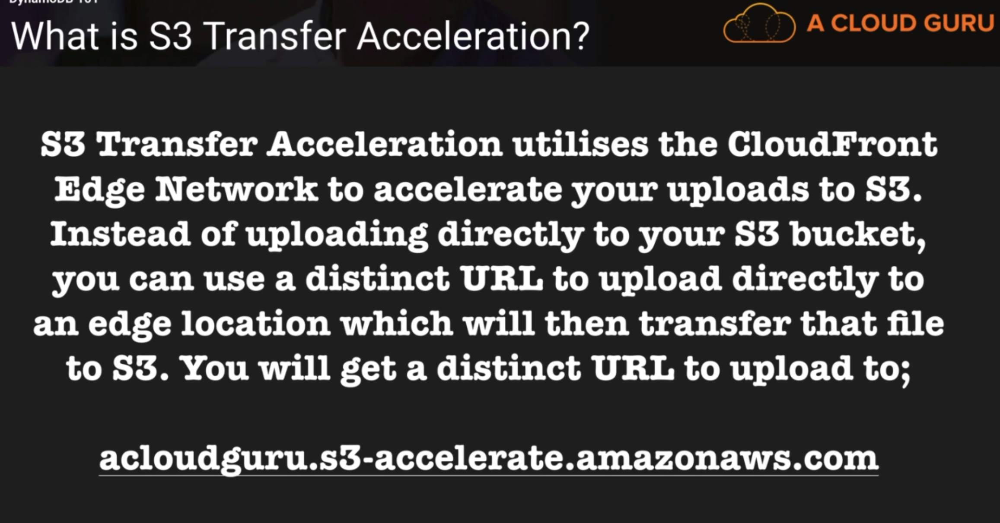 DynamoDB 101
What is S3 Transfer Acceleration?
A CLOUD GURU
S3 Transfer Acceleration utilises the CloudFront
Edge Network to accelerate your uploads to S3.
Instead of uploading directly to your S3 bucket,
you can use a distinct URL to upload directly to
an edge location which will then transfer that file
to S3. You will get a distinct URL to upload to;
acloudguru.s3-accelerate.amazonaws.com